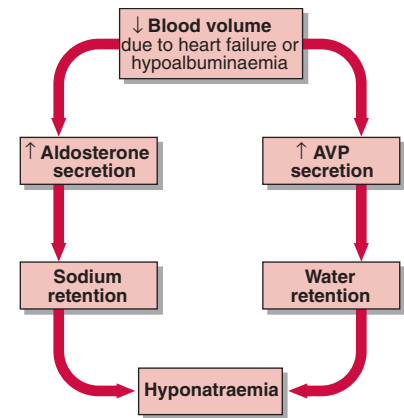 ↓ Blood volume
due to heart failure or
hypoalbuminaemia
↑ Aldosterone
secretion
↑ AVP
secretion
Sodium
retention
Water
retention
Hyponatraemia